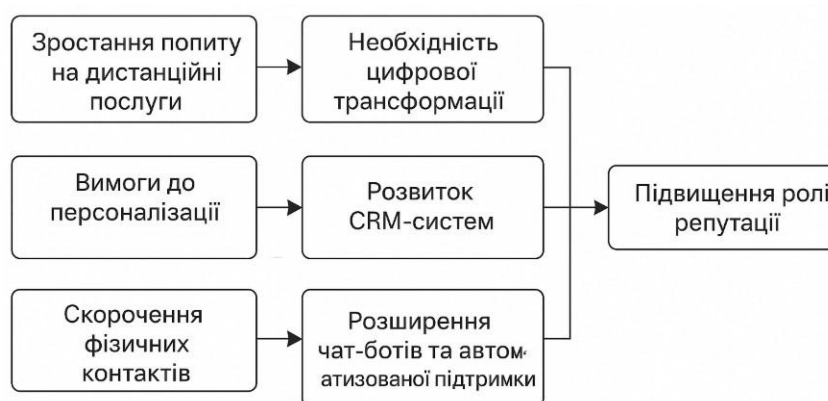 Зростання попиту
на дистанційні
послуги
Необхідність
цифрової
трансформації
Вимоги до
персоналізації
Розвиток
CRM-систем
Підвищення ролі
репутації
Скорочення
фізичних
контактів
Розширення
чат-ботів та автом-
атизованої підтримки